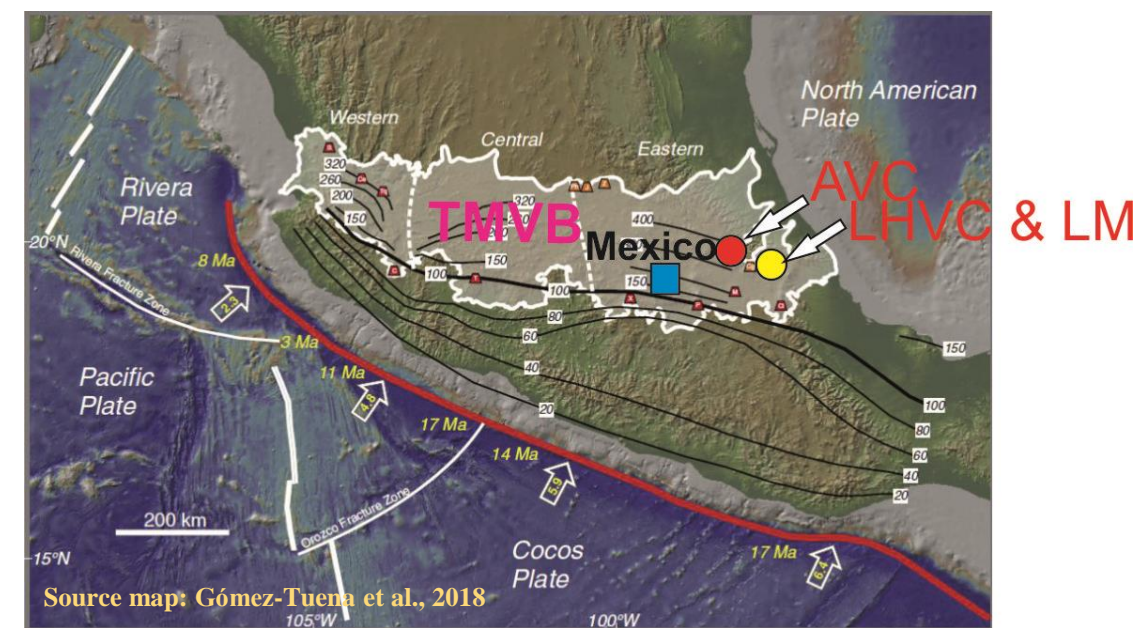 North American
Plate
Western
Central
Eastern
AVC
LHVC & LM
TMVB
Mexico
Rivera
Plate
20°N
Rivera Fracture Zone
320
260
200
150
320
150
400
150
100
100
100
80
60
40
20
150
100
80
60
40
20
8 Ma
2.3
3 Ma
11 Ma
4.8
17 Ma
14 Ma
5.9
17 Ma
6.4
Pacific
Plate
Orozco Fracture Zone
200 km
Cocos
Plate
15°N
Source map: Gómez-Tuena et al., 2018
105°W
100°W